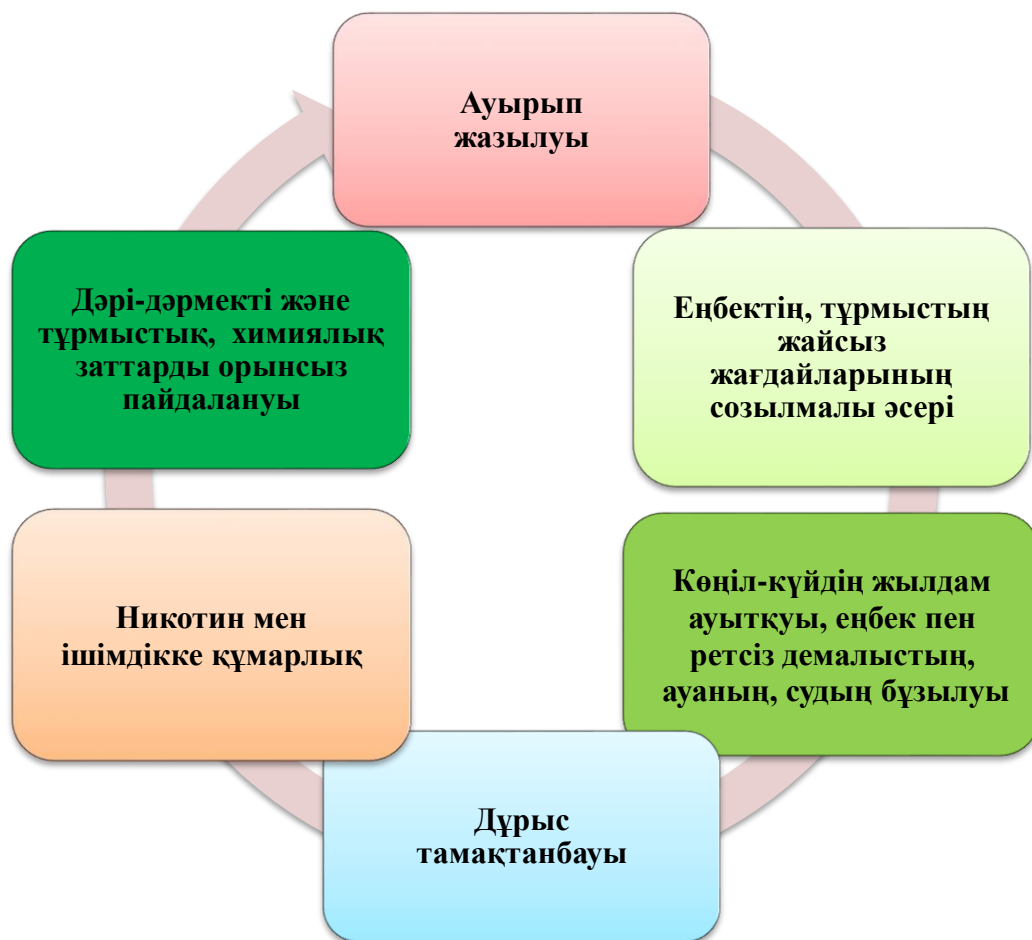 Ауырып
жазылуы
Еңбектің, тұрмыстың
жайсыз
жағдайларының
созылмалы әсері
Көңіл-күйдің жылдам
ауытқуы, еңбек пен
ретсіз демалыстың,
ауаның, судың бұзылуы
Дұрыс
тамақтанбауы
Никотин мен
ішімдікке құмарлық
Дәрі-дәрмекті және
тұрмыстық, химиялық
заттарды орынсыз
пайдалануы